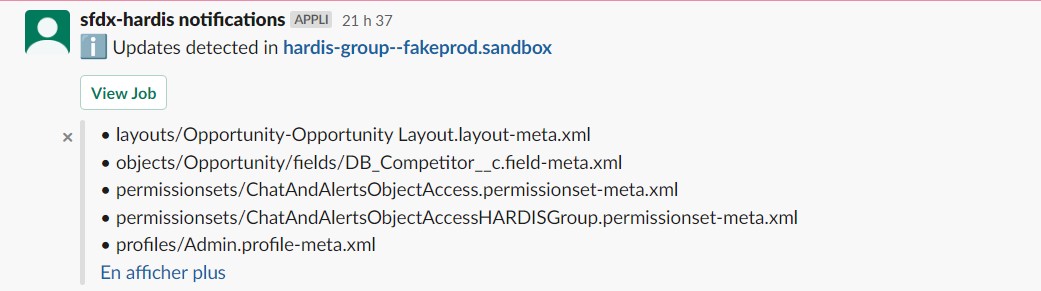 sfdx-hardis notifications APPLI 21 h 37
ℹ️ Updates detected in hardis-group--fakeprod.sandbox
View Job
× • layouts/Opportunity-Opportunity Layout.layout-meta.xml
• objects/Opportunity/fields/DB_Competitor__c.field-meta.xml
• permissionsets/ChatAndAlertsObjectAccess.permissionset-meta.xml
• permissionsets/ChatAndAlertsObjectAccessHARDISGroup.permissionset-meta.xml
• profiles/Admin.profile-meta.xml
En afficher plus